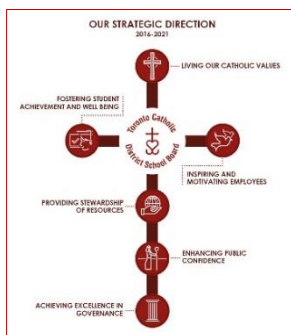 OUR STRATEGIC DIRECTION
2016-2021
LIVING OUR CATHOLIC VALUES
FOSTERING STUDENT
ACHIEVEMENT AND WELL BEING
Toronto Catholic
District School Board
INSPIRING AND
MOTIVATING EMPLOYEES
PROVIDING STEWARDSHIP
OF RESOURCES
ENHANCING PUBLIC
CONFIDENCE
ACHIEVING EXCELLENCE IN
GOVERNANCE